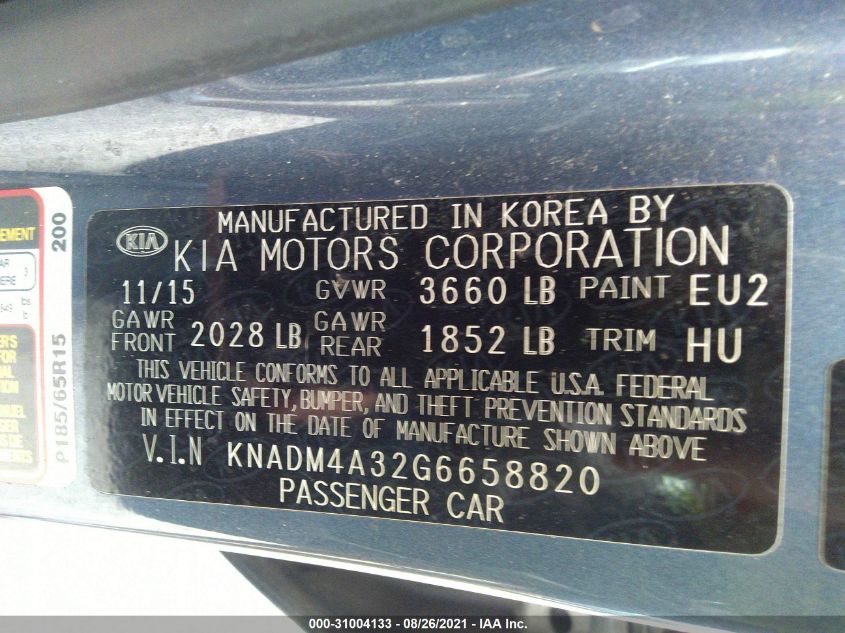 MANUFACTURED IN KOREA BY
KIA KIA MOTORS CORPORATION
11/15 GVWR 3660 LB PAINT EU2
GAWR FRONT 2028 LB GAWR REAR 1852 LB TRIM HU
THIS VEHICLE CONFORMS TO ALL APPLICABLE U.S.A. FEDERAL
MOTOR VEHICLE SAFETY, BUMPER, AND THEFT PREVENTION STANDARDS
IN EFFECT ON THE DATE OF MANUFACTURE SHOWN ABOVE
V.I.N KNADM4A32G6658820
PASSENGER CAR
P185/65R15 200
000-31004133 - 08/26/2021 - IAA Inc.